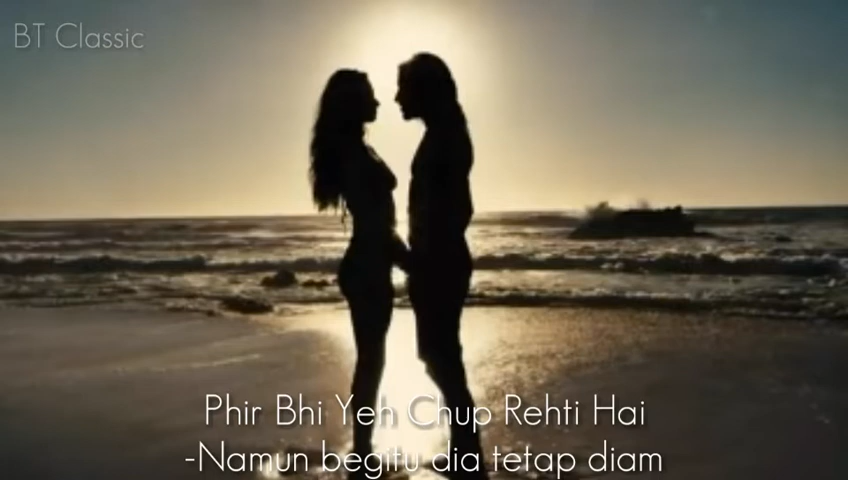 BT Classic
Phir Bhi Yeh Chup Rehti Hai
-Namun begitu dia tetap diam